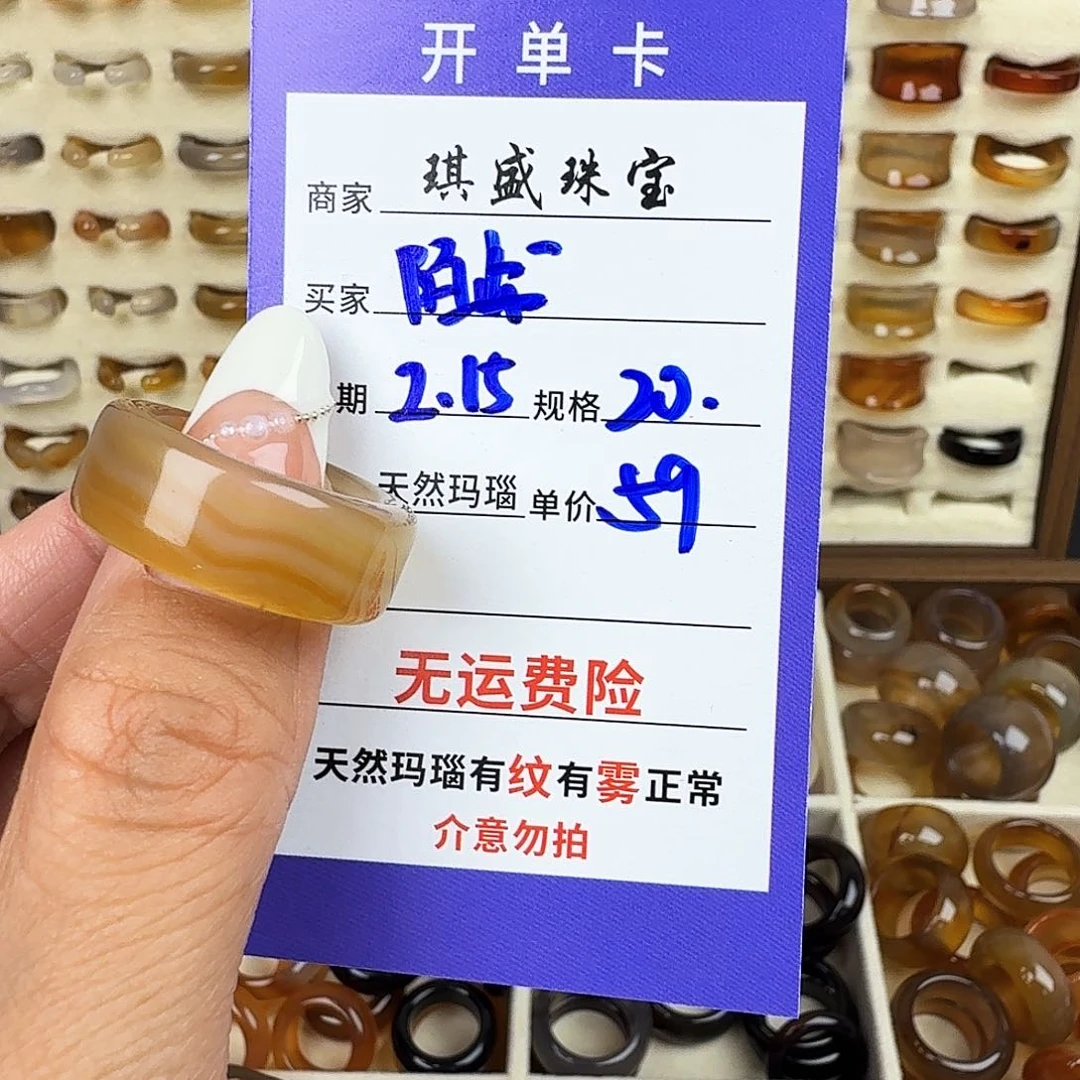 开单卡
商家 琪盛珠宝
买家 陌
期 2.15 规格 20.
天然玛瑙 单价 59
无运费险
天然玛瑙有纹有雾正常
介意勿拍